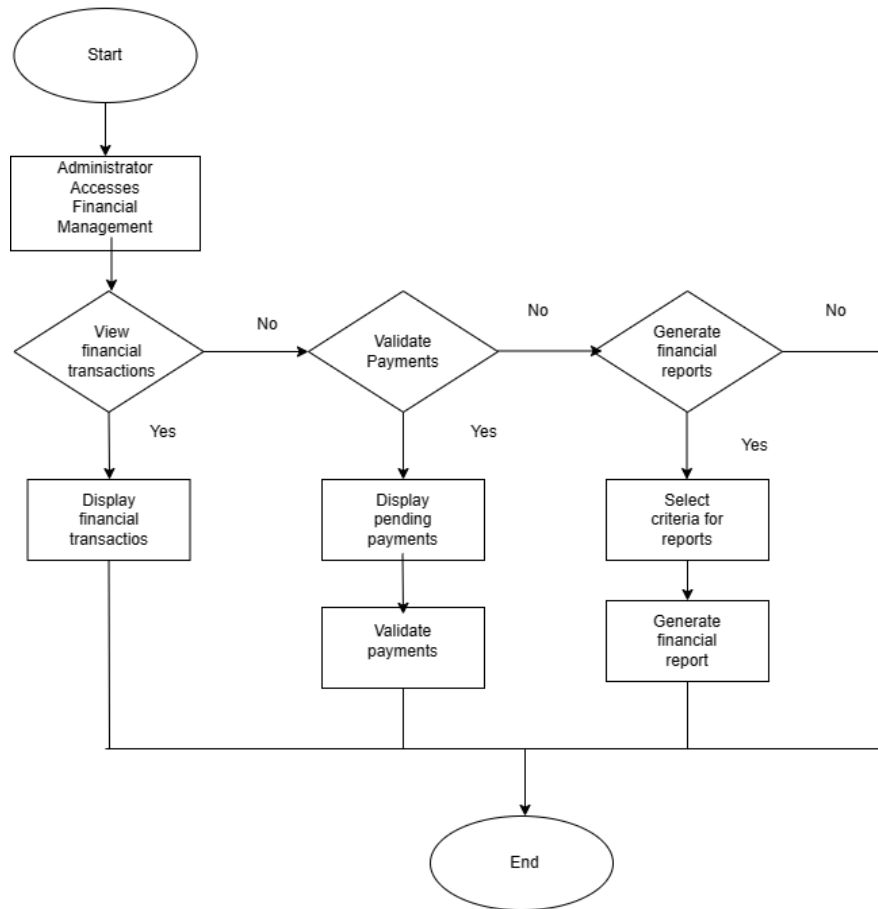 Start
Administrator
Accesses
Financial
Management
View
financial
transactions
No
Validate
Payments
No
Generate
financial
reports
No
Yes
Yes
Yes
Display
financial
transactios
Display
pending
payments
Select
criteria for
reports
Validate
payments
Generate
financial
report
End